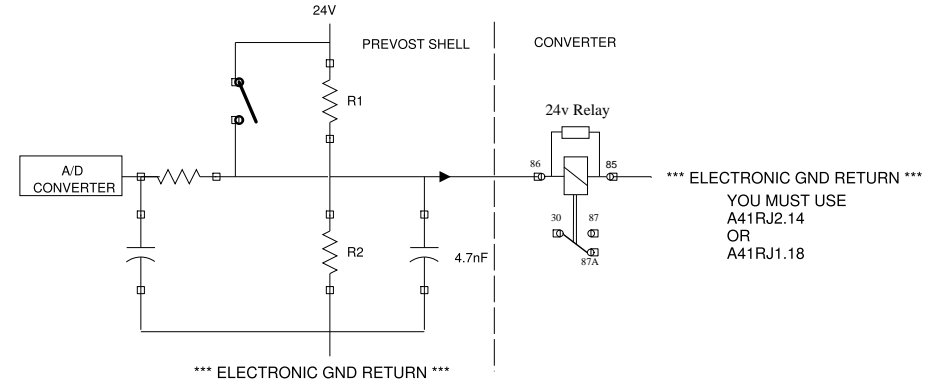 24V
PREVOST SHELL
CONVERTER
R1
24v Relay
A/D
CONVERTER
86
85
*** ELECTRONIC GND RETURN ***
YOU MUST USE
A41RJ2.14
OR
A41RJ1.18
30
87
87A
R2
4.7nF
*** ELECTRONIC GND RETURN ***